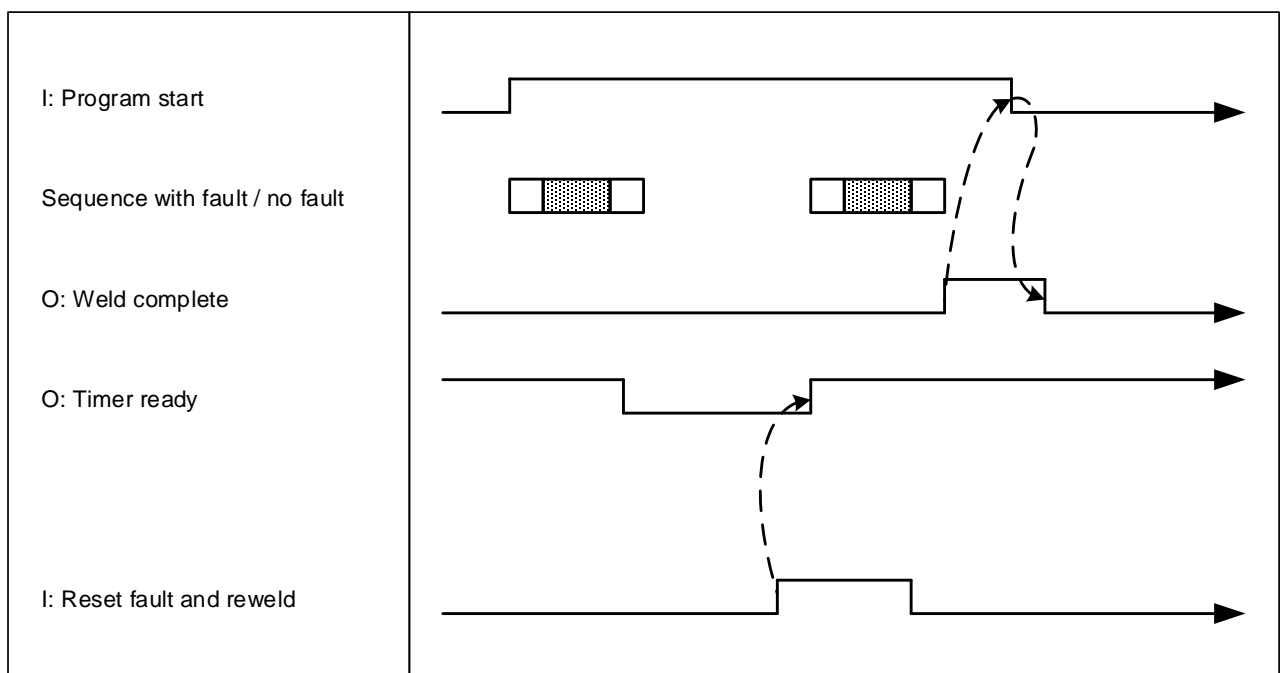 I: Program start
Sequence with fault / no fault
O: Weld complete
O: Timer ready
I: Reset fault and reweld